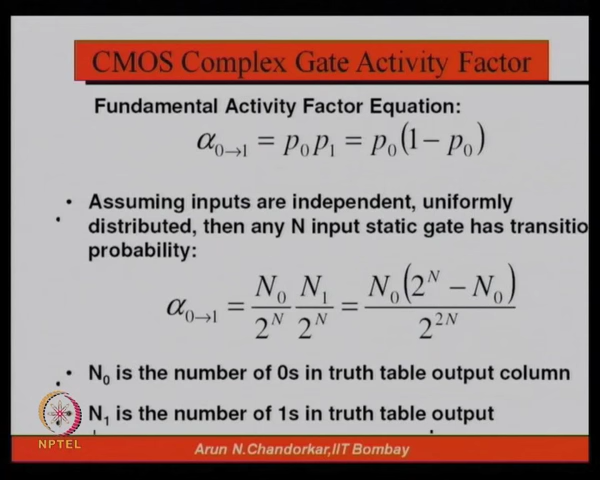 CMOS Complex Gate Activity Factor
Fundamental Activity Factor Equation:
α₀→₁ = p₀p₁ = p₀(1 − p₀)
• Assuming inputs are independent, uniformly
distributed, then any N input static gate has transitio
probability:
α₀→₁ = N₀/2^N N₁/2^N = N₀(2^N − N₀)/2^2N
• N₀ is the number of 0s in truth table output column
N₁ is the number of 1s in truth table output
NPTEL
Arun N.Chandorkar,IIT Bombay